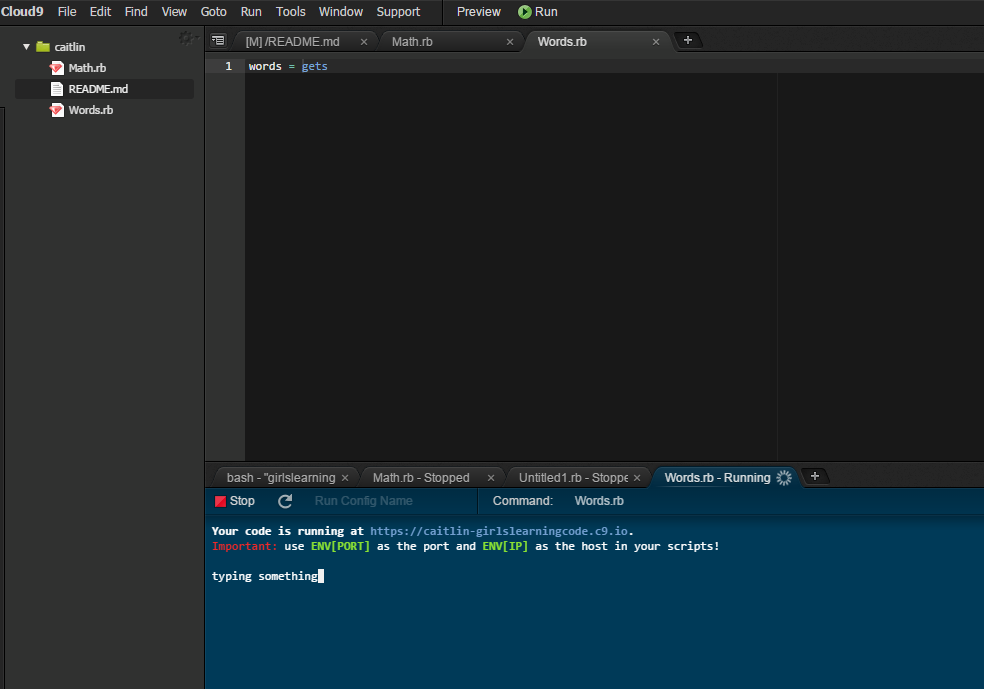 Cloud9 File Edit Find View Goto Run Tools Window Support Preview Run
caitlin
Math.rb
README.md
Words.rb
[M] /README.md × Math.rb × Words.rb × +
1 words = gets
bash - "girlslearning × Math.rb - Stopped × Untitled1.rb - Stoppe × Words.rb - Running +
Stop Run Config Name Command: Words.rb
Your code is running at https://caitlin-girlslearningcode.c9.io.
Important: use ENV[PORT] as the port and ENV[IP] as the host in your scripts!
typing something